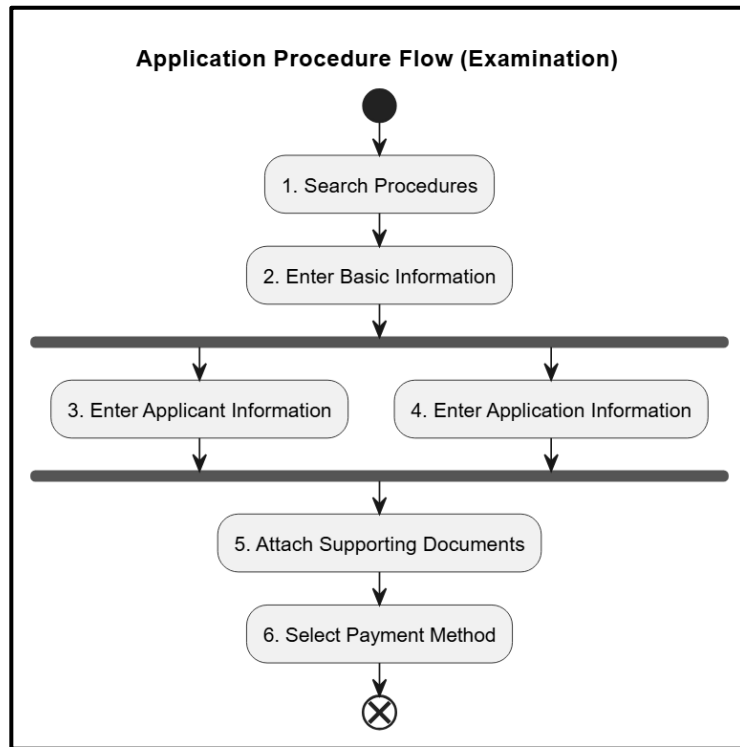 Application Procedure Flow (Examination)
1. Search Procedures
2. Enter Basic Information
3. Enter Applicant Information
4. Enter Application Information
5. Attach Supporting Documents
6. Select Payment Method